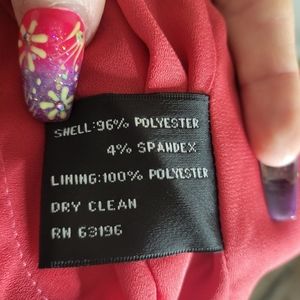 SHELL:96% POLYESTER
4% SPANDEX
LINING:100% POLYESTER
DRY CLEAN
RN 63196